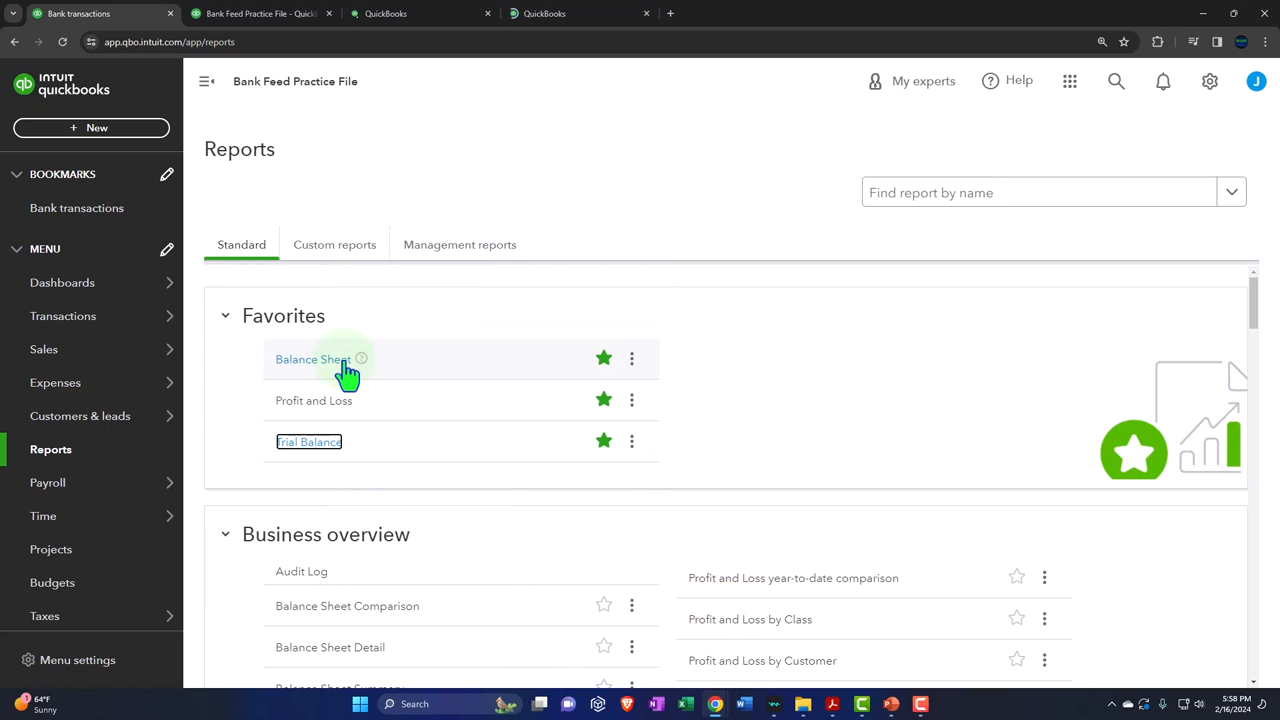 Bank transactions
Bank Feed Practice File - QuickB
QuickBooks
QuickBooks
app.qbo.intuit.com/app/reports
INTUIT
quickbooks
Bank Feed Practice File
My experts
Help
J
+ New
BOOKMARKS
Bank transactions
MENU
Dashboards
Transactions
Sales
Expenses
Customers & leads
Reports
Payroll
Time
Projects
Budgets
Taxes
Menu settings
Reports
Find report by name
Standard
Custom reports
Management reports
Favorites
Balance Sheet
Profit and Loss
Trial Balance
Business overview
Audit Log
Balance Sheet Comparison
Balance Sheet Detail
Balance Sheet Summary
Profit and Loss year-to-date comparison
Profit and Loss by Class
Profit and Loss by Customer
64°F
Sunny
Search
5:58 PM
2/16/2024